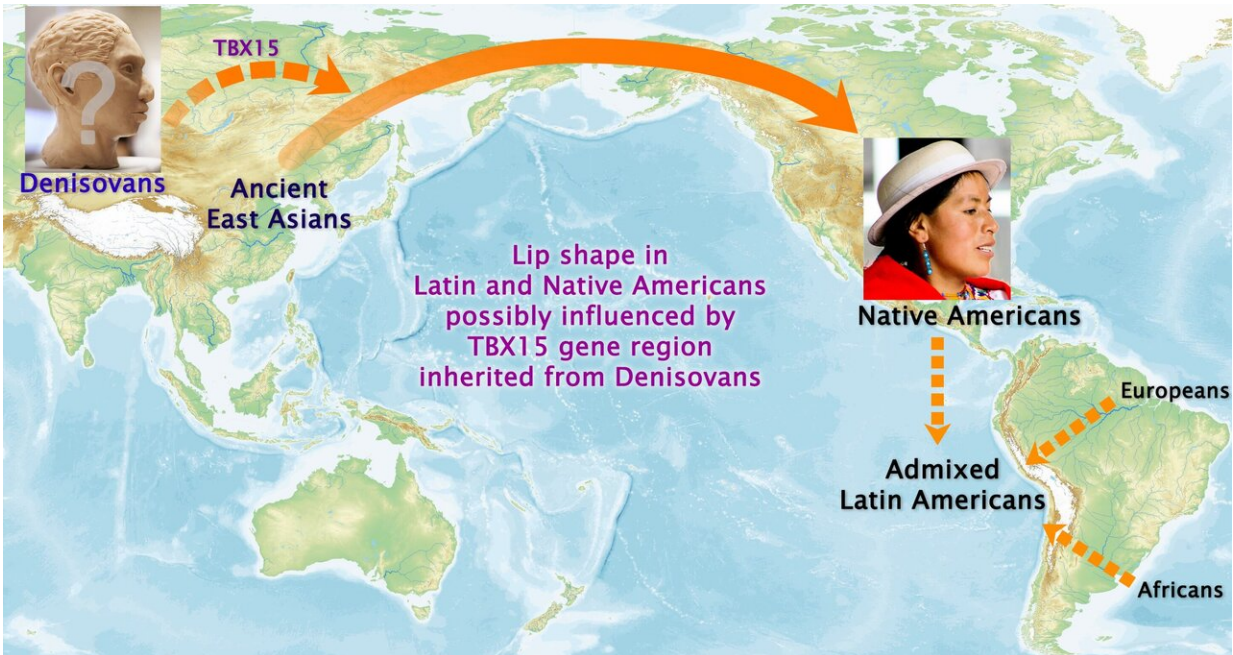 TBX15
?
Denisovans
Ancient
East Asians
Lip shape in
Latin and Native Americans
possibly influenced by
TBX15 gene region
inherited from Denisovans
Native Americans
Europeans
Admixed
Latin Americans
Africans